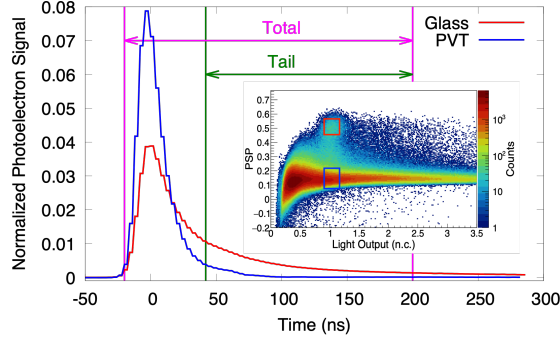 0.08
0.07
0.06
0.05
0.04
0.03
0.02
0.01
0
Normalized Photoelectron Signal
-50 0 50 100 150 200 250 300
Time (ns)
Total
Tail
Glass
PVT
0.7
0.6
0.5
0.4
0.3
0.2
0.1
0
−0.1
−0.2
PSP
0 0.5 1 1.5 2 2.5 3 3.5
Light Output (n.c.)
10³
10²
10
1
Counts